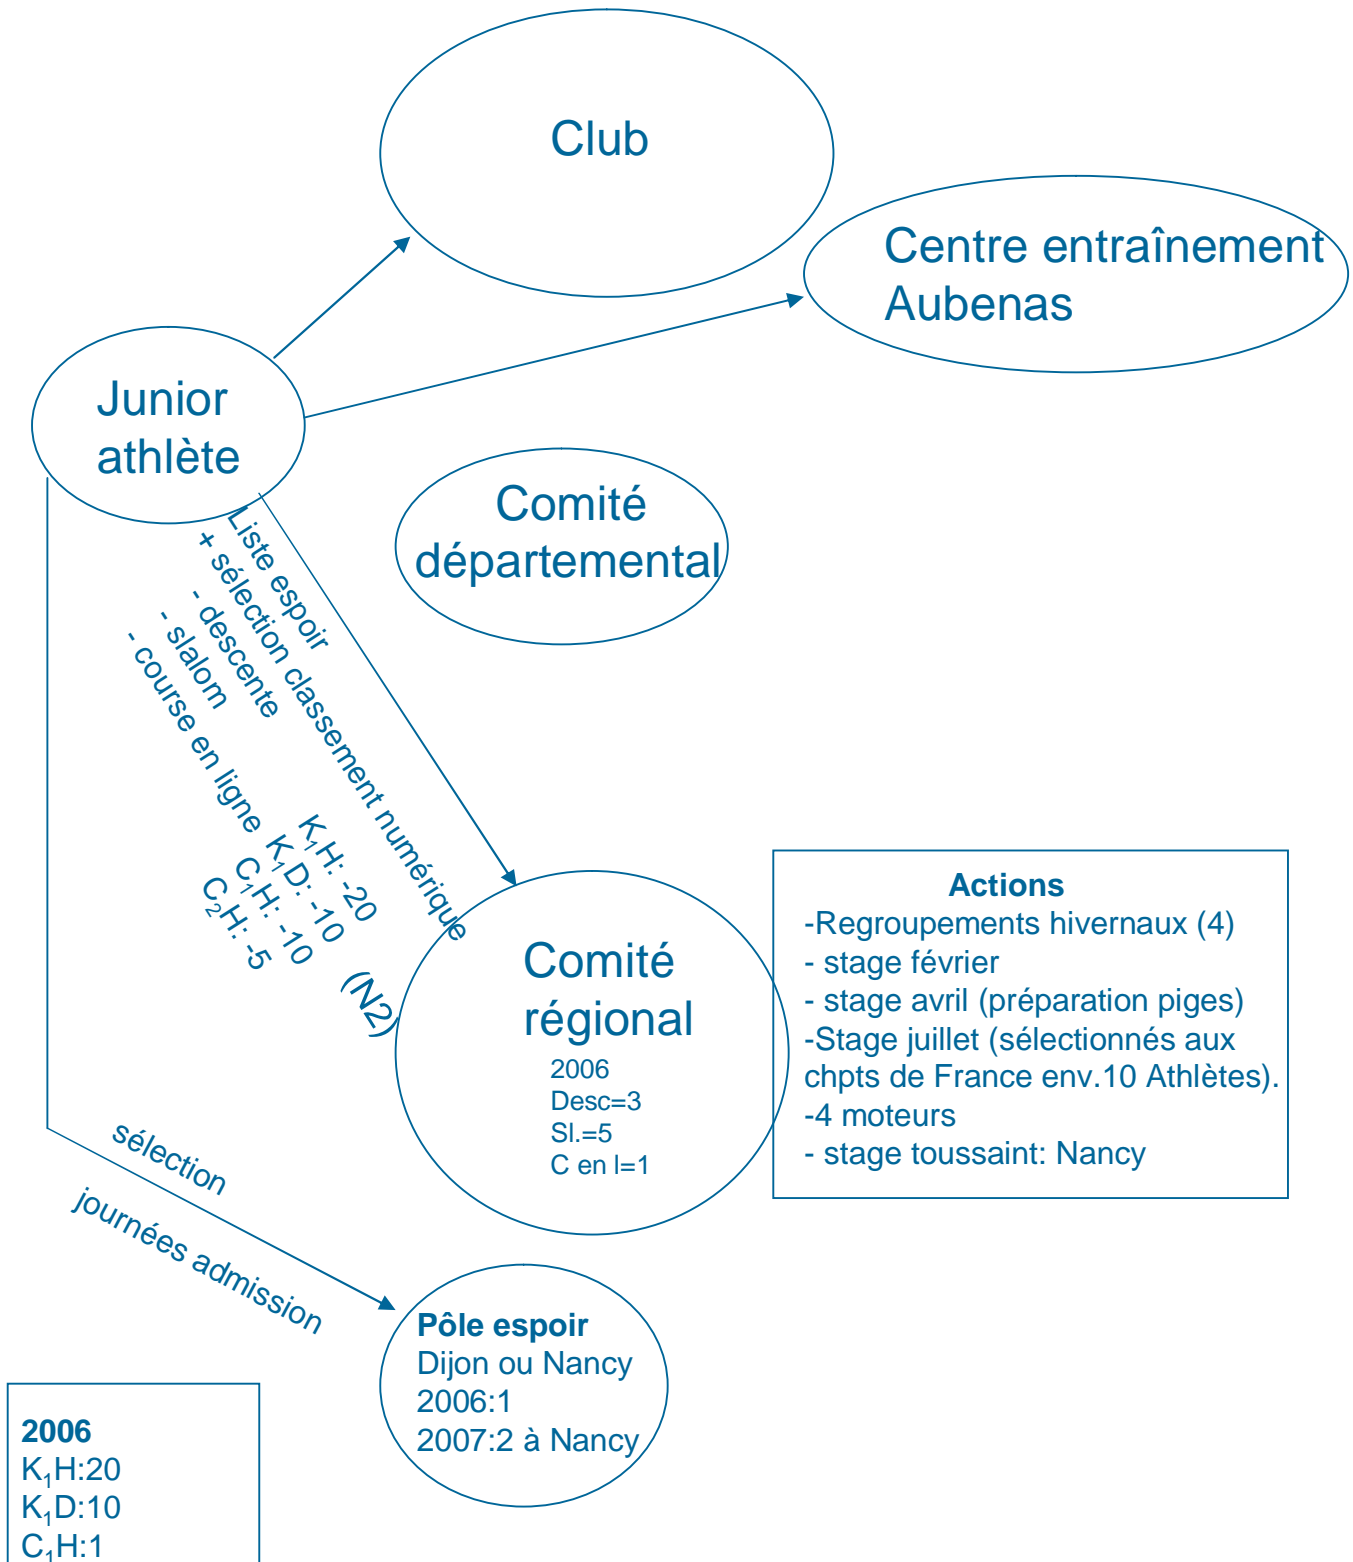 Club
Centre entraînement
Aubenas
Junior
athlète
Comité
départemental
Liste espoir
+ sélection classement numérique
- descente
- slalom
- course en ligne
K₁H: -20
K₁D: -10
C₁H: -10
C₂H: -5
(N2)
Comité
régional
2006
Desc=3
Sl.=5
C en l=1
Actions
-Regroupements hivernaux (4)
- stage février
- stage avril (préparation piges)
-Stage juillet (sélectionnés aux
chpts de France env.10 Athlètes).
-4 moteurs
- stage toussaint: Nancy
sélection
journées admission
Pôle espoir
Dijon ou Nancy
2006:1
2007:2 à Nancy
2006
K₁H:20
K₁D:10
C₁H:1